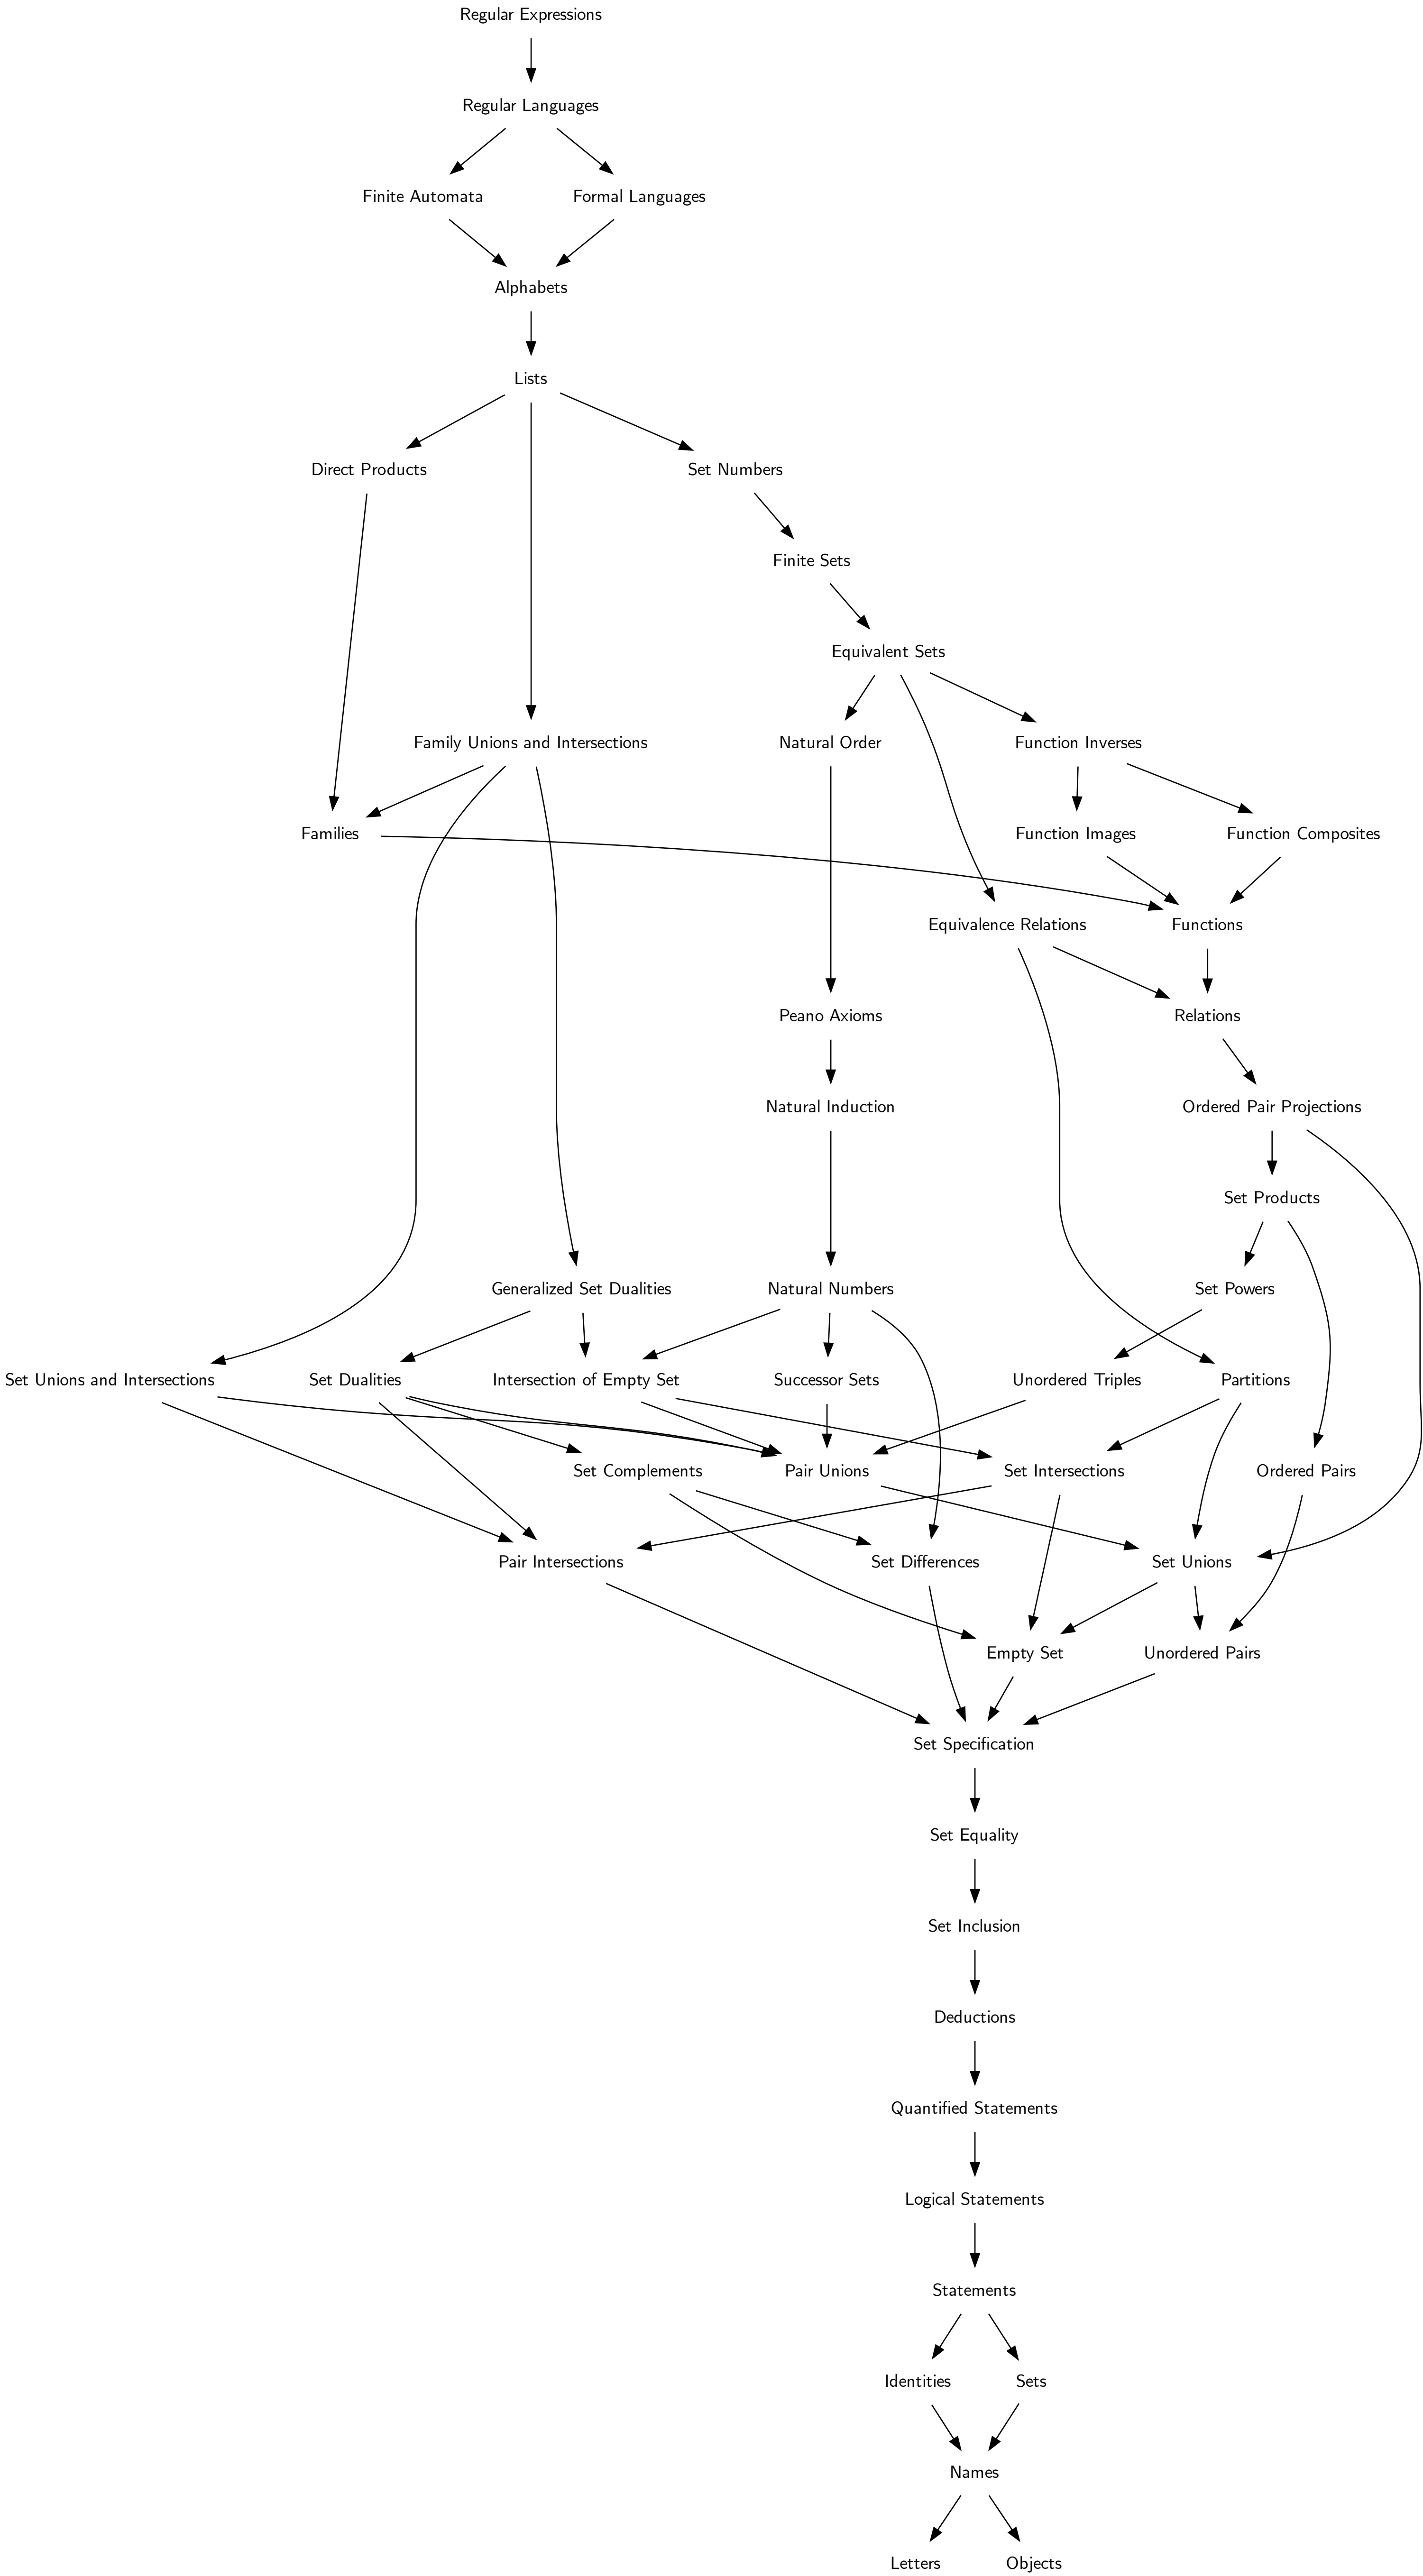 Regular Expressions
Regular Languages
Finite Automata
Formal Languages
Alphabets
Lists
Direct Products
Set Numbers
Finite Sets
Equivalent Sets
Family Unions and Intersections
Natural Order
Function Inverses
Families
Function Images
Function Composites
Equivalence Relations
Functions
Peano Axioms
Relations
Natural Induction
Ordered Pair Projections
Set Products
Generalized Set Dualities
Natural Numbers
Set Powers
Set Unions and Intersections
Set Dualities
Intersection of Empty Set
Successor Sets
Unordered Triples
Partitions
Set Complements
Pair Unions
Set Intersections
Ordered Pairs
Pair Intersections
Set Differences
Set Unions
Empty Set
Unordered Pairs
Set Specification
Set Equality
Set Inclusion
Deductions
Quantified Statements
Logical Statements
Statements
Identities
Sets
Names
Letters
Objects